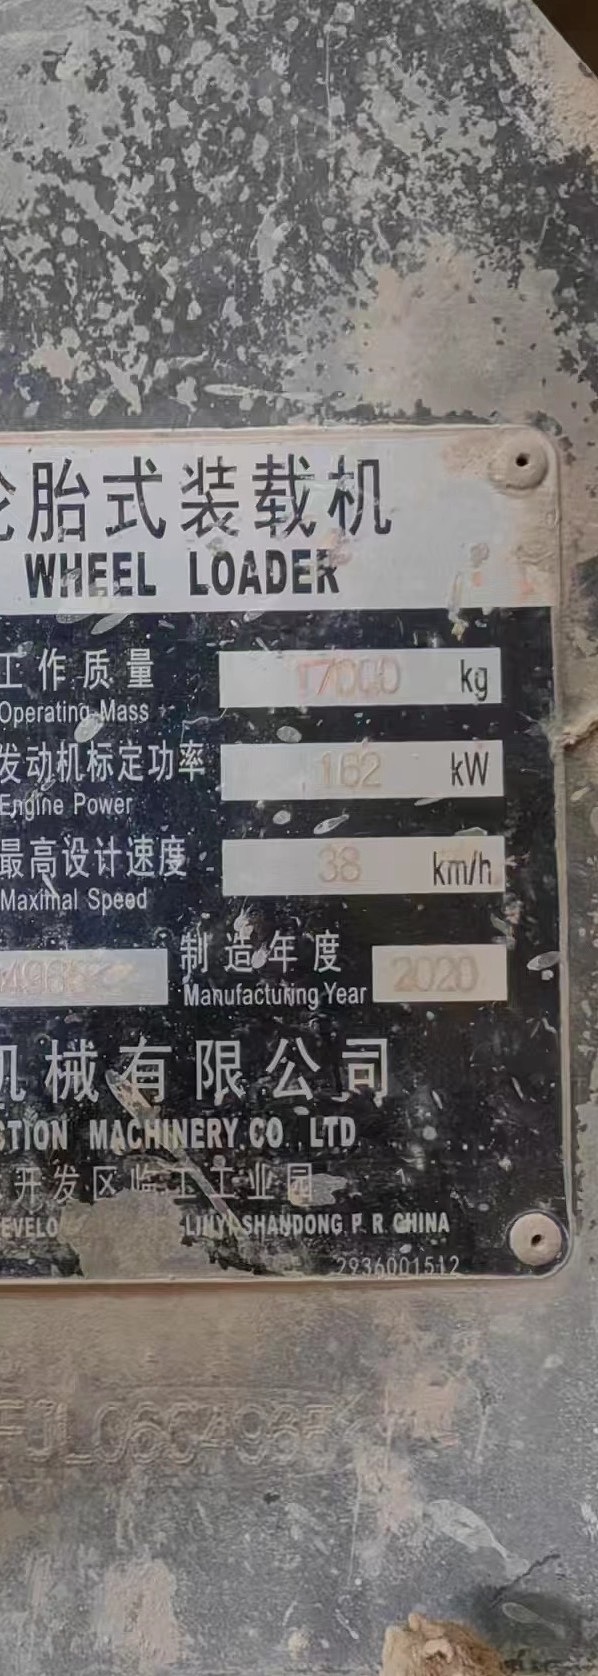 胎式装载机
WHEEL LOADER
工作质量 17000 kg
Operating Mass
发动机标定功率 162 kW
Engine Power
最高设计速度 38 km/h
Maximal Speed
制造年度 2020
Manufacturing Year
机械有限公司
STION MACHINERY CO. LTD
开发区临工工业园
EVELO LINYI SHANDONG P. R. CHINA
2936001512